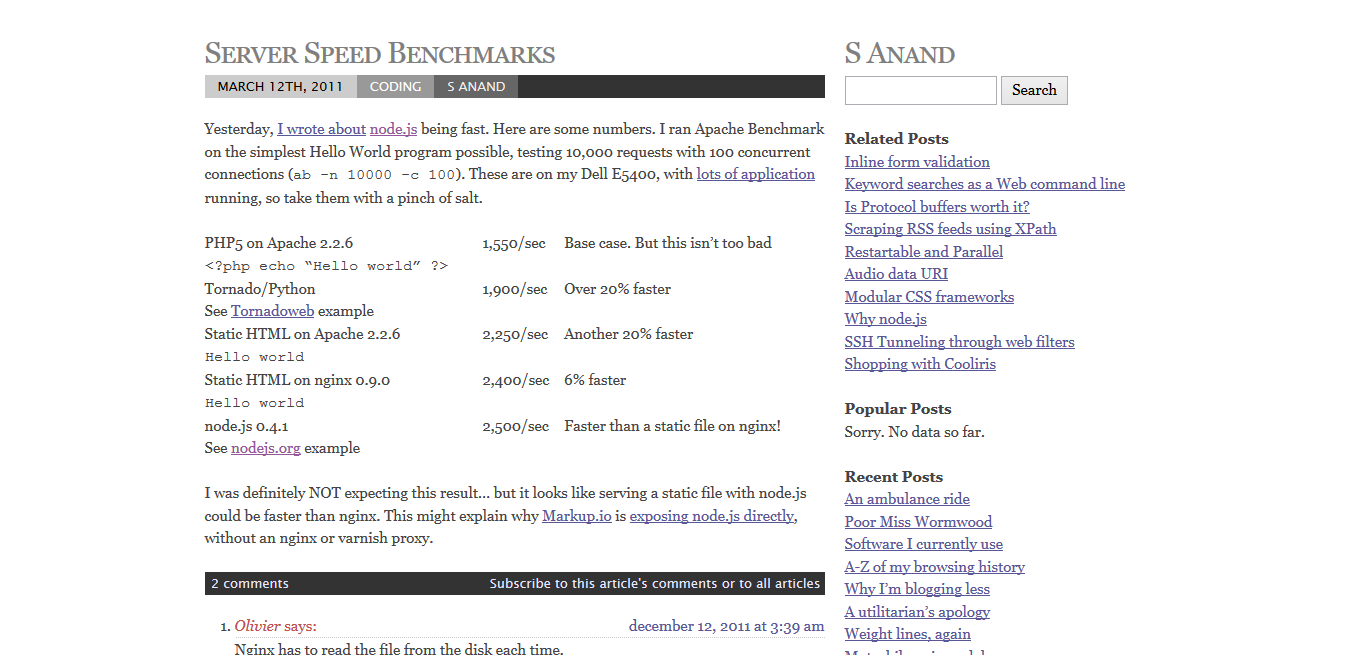 SERVER SPEED BENCHMARKS
MARCH 12TH, 2011 CODING S ANAND
Yesterday, I wrote about node.js being fast. Here are some numbers. I ran Apache Benchmark
on the simplest Hello World program possible, testing 10,000 requests with 100 concurrent
connections (ab -n 10000 -c 100). These are on my Dell E5400, with lots of application
running, so take them with a pinch of salt.
PHP5 on Apache 2.2.6 1,550/sec Base case. But this isn’t too bad
<?php echo “Hello world” ?>
Tornado/Python 1,900/sec Over 20% faster
See Tornadoweb example
Static HTML on Apache 2.2.6 2,250/sec Another 20% faster
Hello world
Static HTML on nginx 0.9.0 2,400/sec 6% faster
Hello world
node.js 0.4.1 2,500/sec Faster than a static file on nginx!
See nodejs.org example
I was definitely NOT expecting this result… but it looks like serving a static file with node.js
could be faster than nginx. This might explain why Markup.io is exposing node.js directly,
without an nginx or varnish proxy.
2 comments Subscribe to this article's comments or to all articles
1. Olivier says: december 12, 2011 at 3:39 am
Nginx has to read the file from the disk each time.
S ANAND
Search
Related Posts
Inline form validation
Keyword searches as a Web command line
Is Protocol buffers worth it?
Scraping RSS feeds using XPath
Restartable and Parallel
Audio data URI
Modular CSS frameworks
Why node.js
SSH Tunneling through web filters
Shopping with Cooliris
Popular Posts
Sorry. No data so far.
Recent Posts
An ambulance ride
Poor Miss Wormwood
Software I currently use
A-Z of my browsing history
Why I’m blogging less
A utilitarian’s apology
Weight lines, again